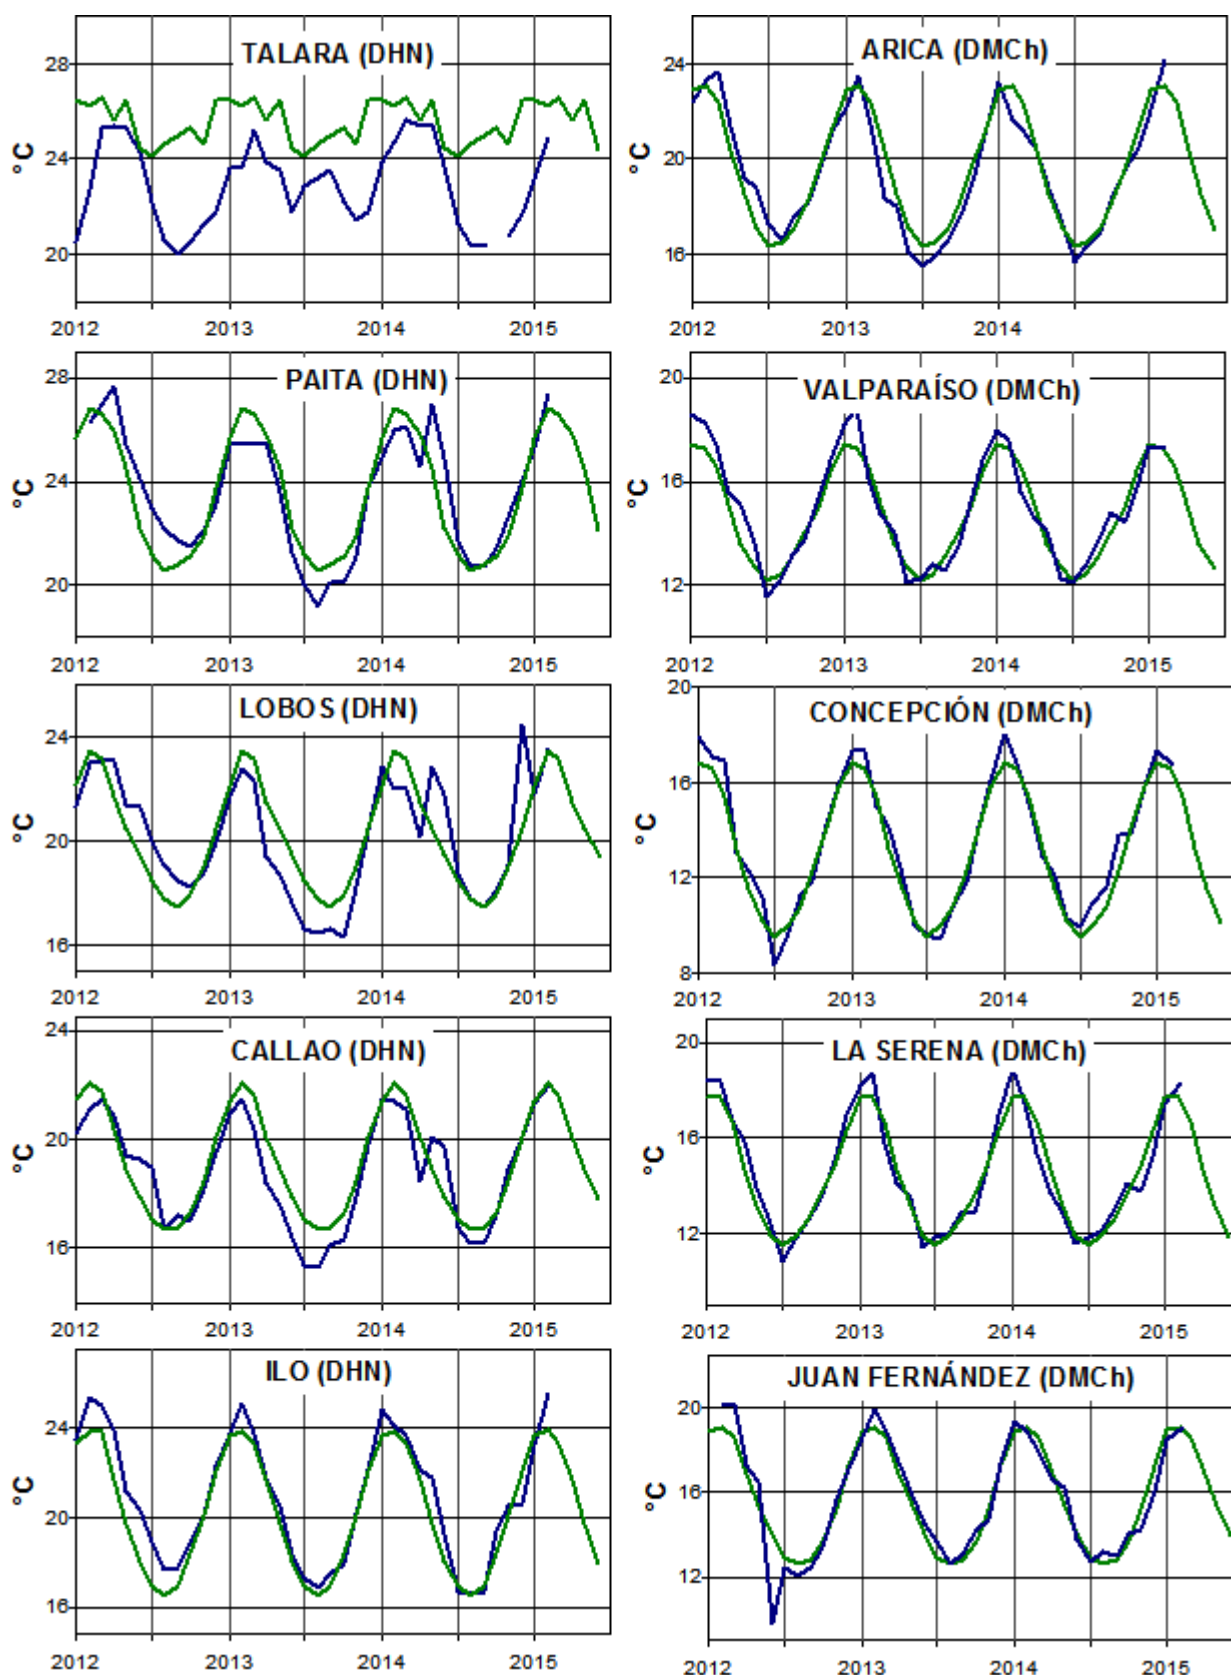 TALARA (DHN)
28
24
20
°C
2012 2013 2014 2015
ARICA (DMCh)
24
20
16
°C
2012 2013 2014
PAITA (DHN)
28
24
20
°C
2012 2013 2014 2015
VALPARAÍSO (DMCh)
20
16
12
°C
2012 2013 2014 2015
LOBOS (DHN)
24
20
16
°C
2012 2013 2014 2015
CONCEPCIÓN (DMCh)
20
16
12
8
°C
2012 2013 2014 2015
CALLAO (DHN)
24
20
16
°C
2012 2013 2014 2015
LA SERENA (DMCh)
20
16
12
°C
2012 2013 2014 2015
ILO (DHN)
24
20
16
°C
2012 2013 2014 2015
JUAN FERNÁNDEZ (DMCh)
20
16
12
°C
2012 2013 2014 2015